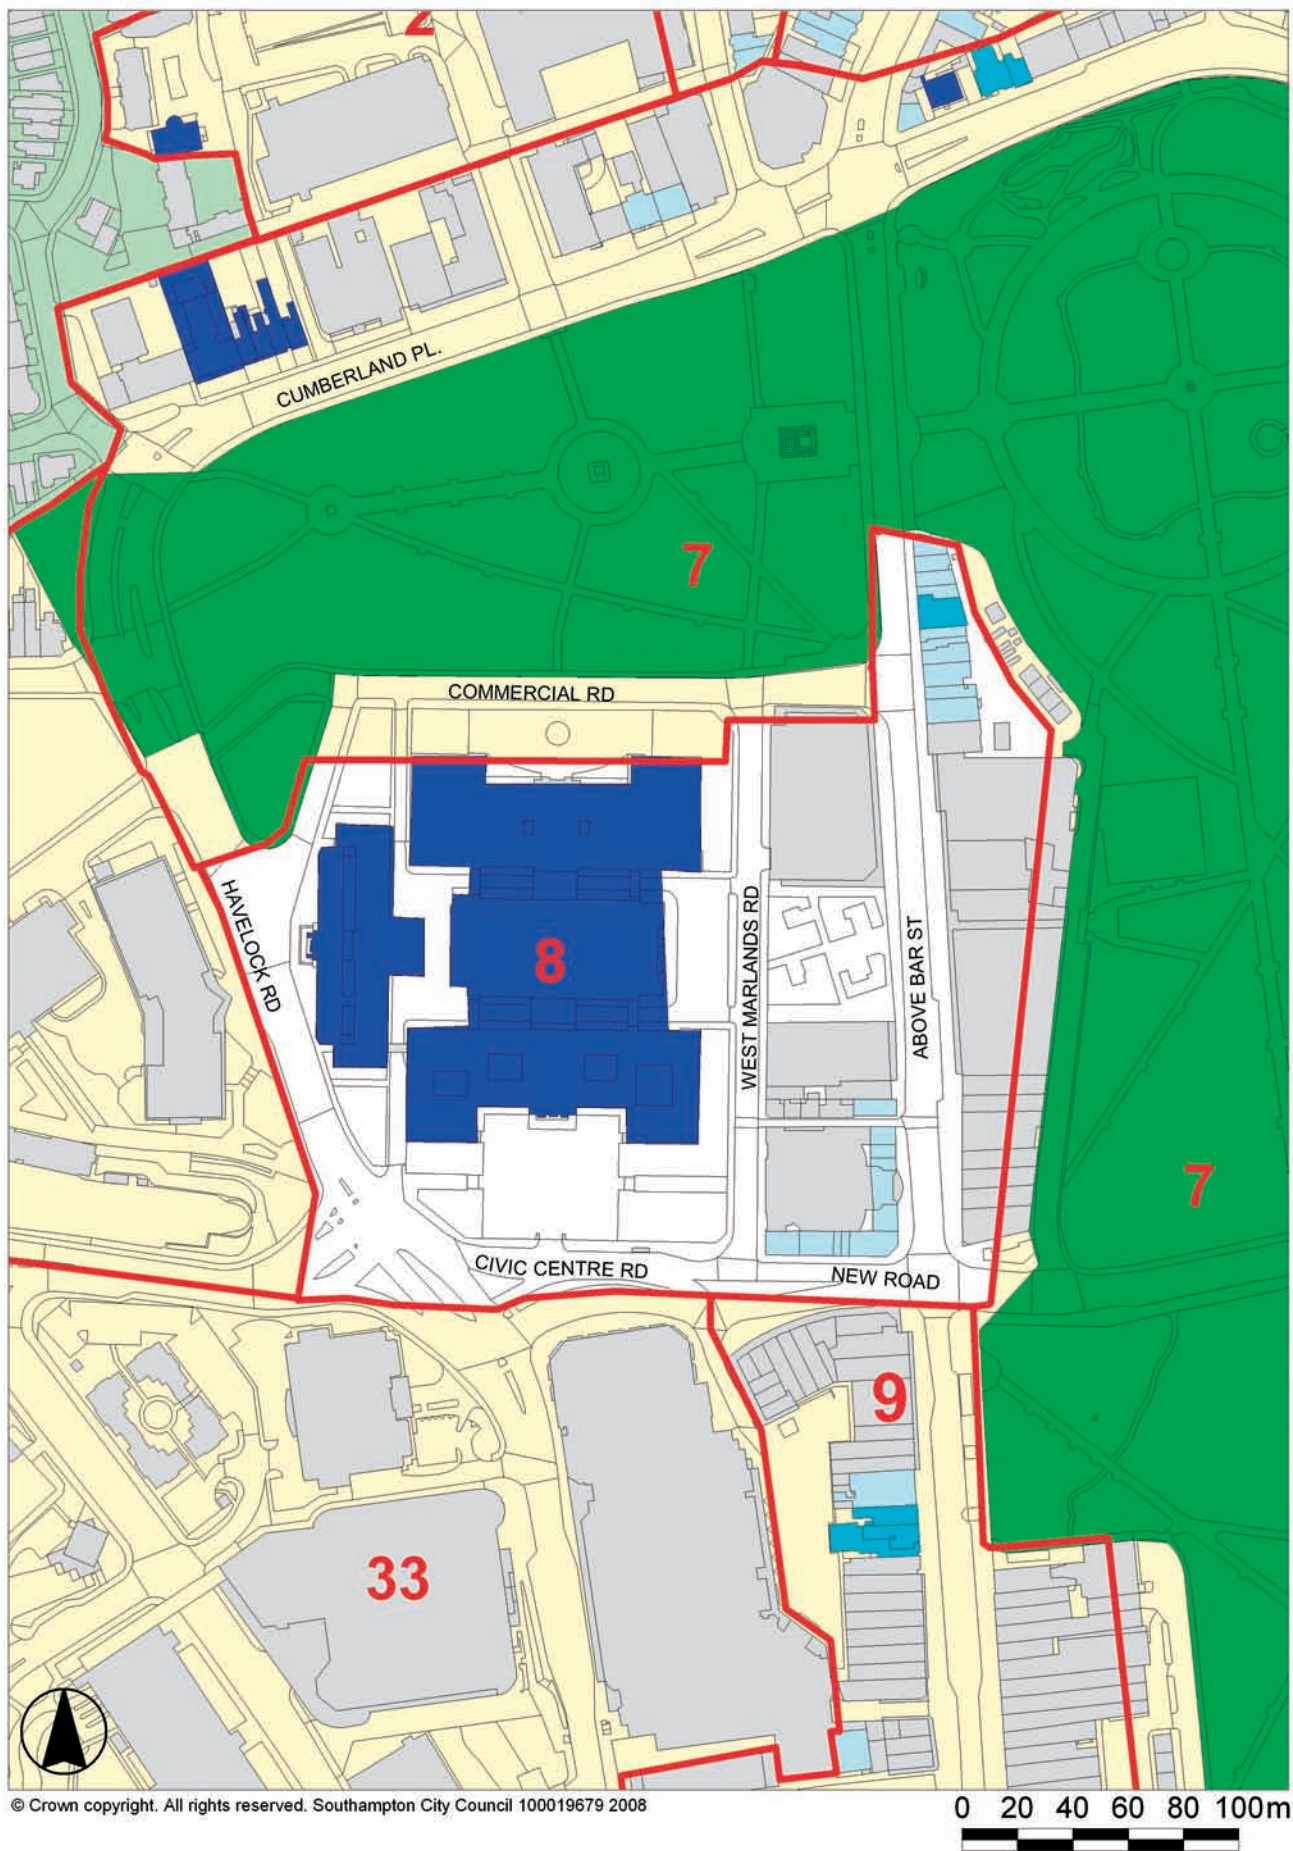 2
CUMBERLAND PL.
7
COMMERCIAL RD
HAVELOCK RD
8
WEST MARLANDS RD
ABOVE BAR ST
7
CIVIC CENTRE RD
NEW ROAD
9
33
© Crown copyright. All rights reserved. Southampton City Council 100019679 2008
0 20 40 60 80 100m